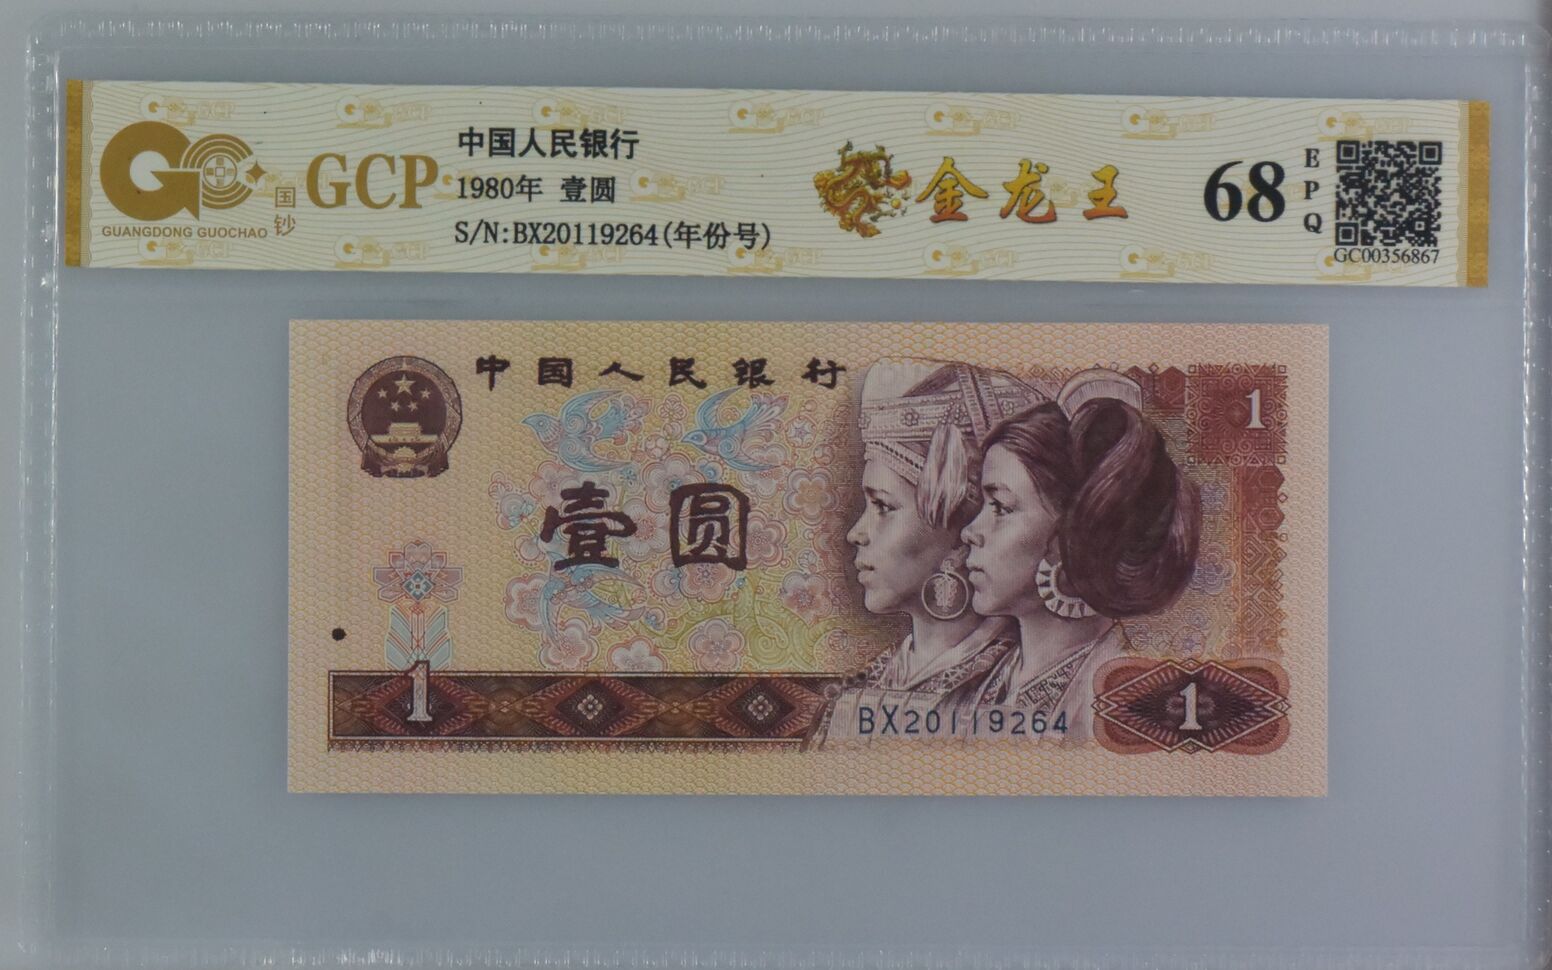 GC
GUANGDONG GUOCHAO
国钞
GCP
中国人民银行
1980年 壹圆
S/N:BX20119264(年份号)
金龙王
68
EPQ
GC00356867
中国人民银行
1
壹圆
1
BX20119264
1